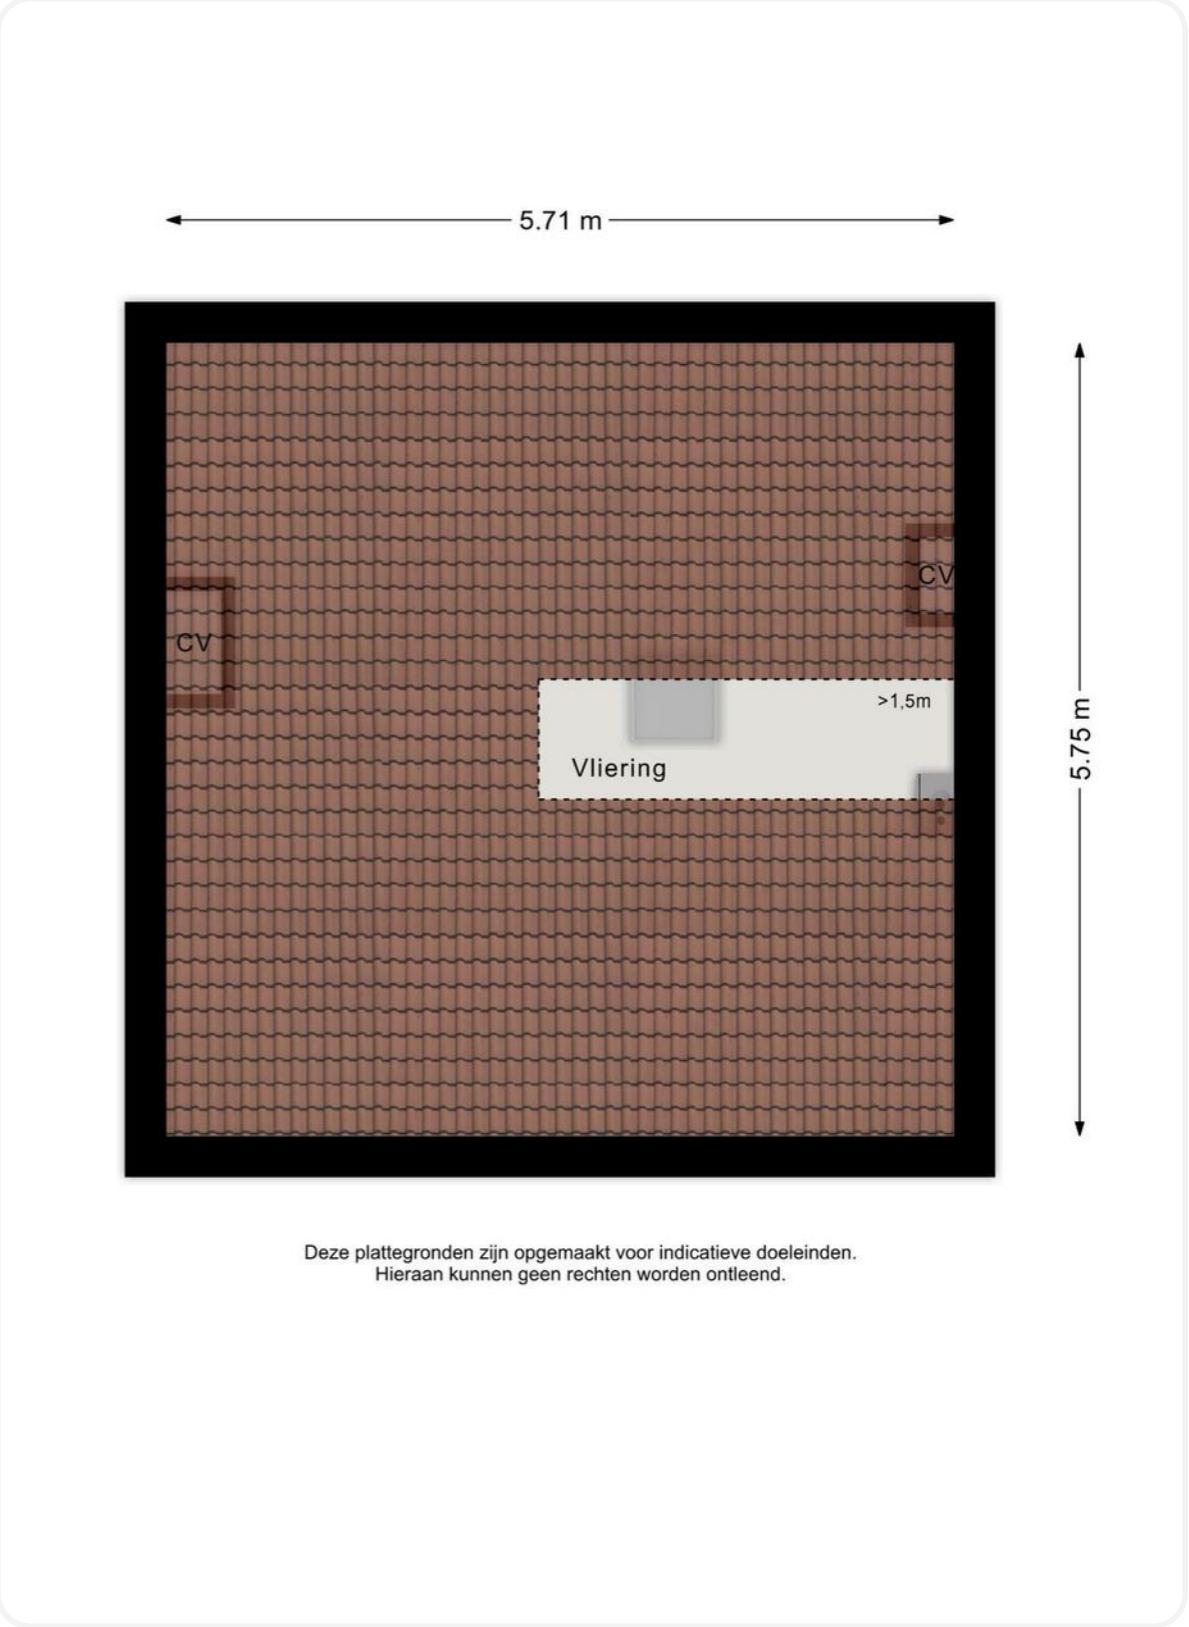 5.71 m
CV
CV
>1,5m
5.75 m
Vliering
Deze plattegronden zijn opgemaakt voor indicatieve doeleinden.
Hieraan kunnen geen rechten worden ontleend.